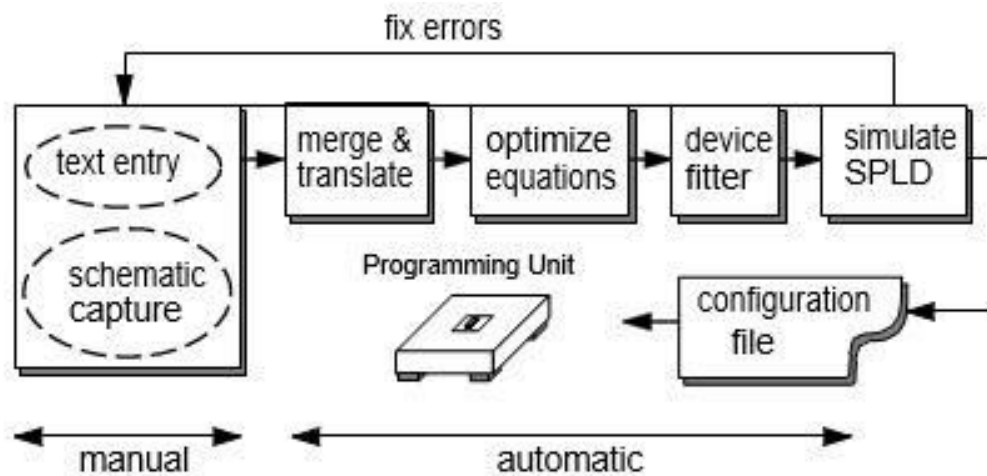 fix errors
text entry
schematic
capture
merge &
translate
optimize
equations
device
fitter
simulate
SPLD
Programming Unit
configuration
file
manual
automatic